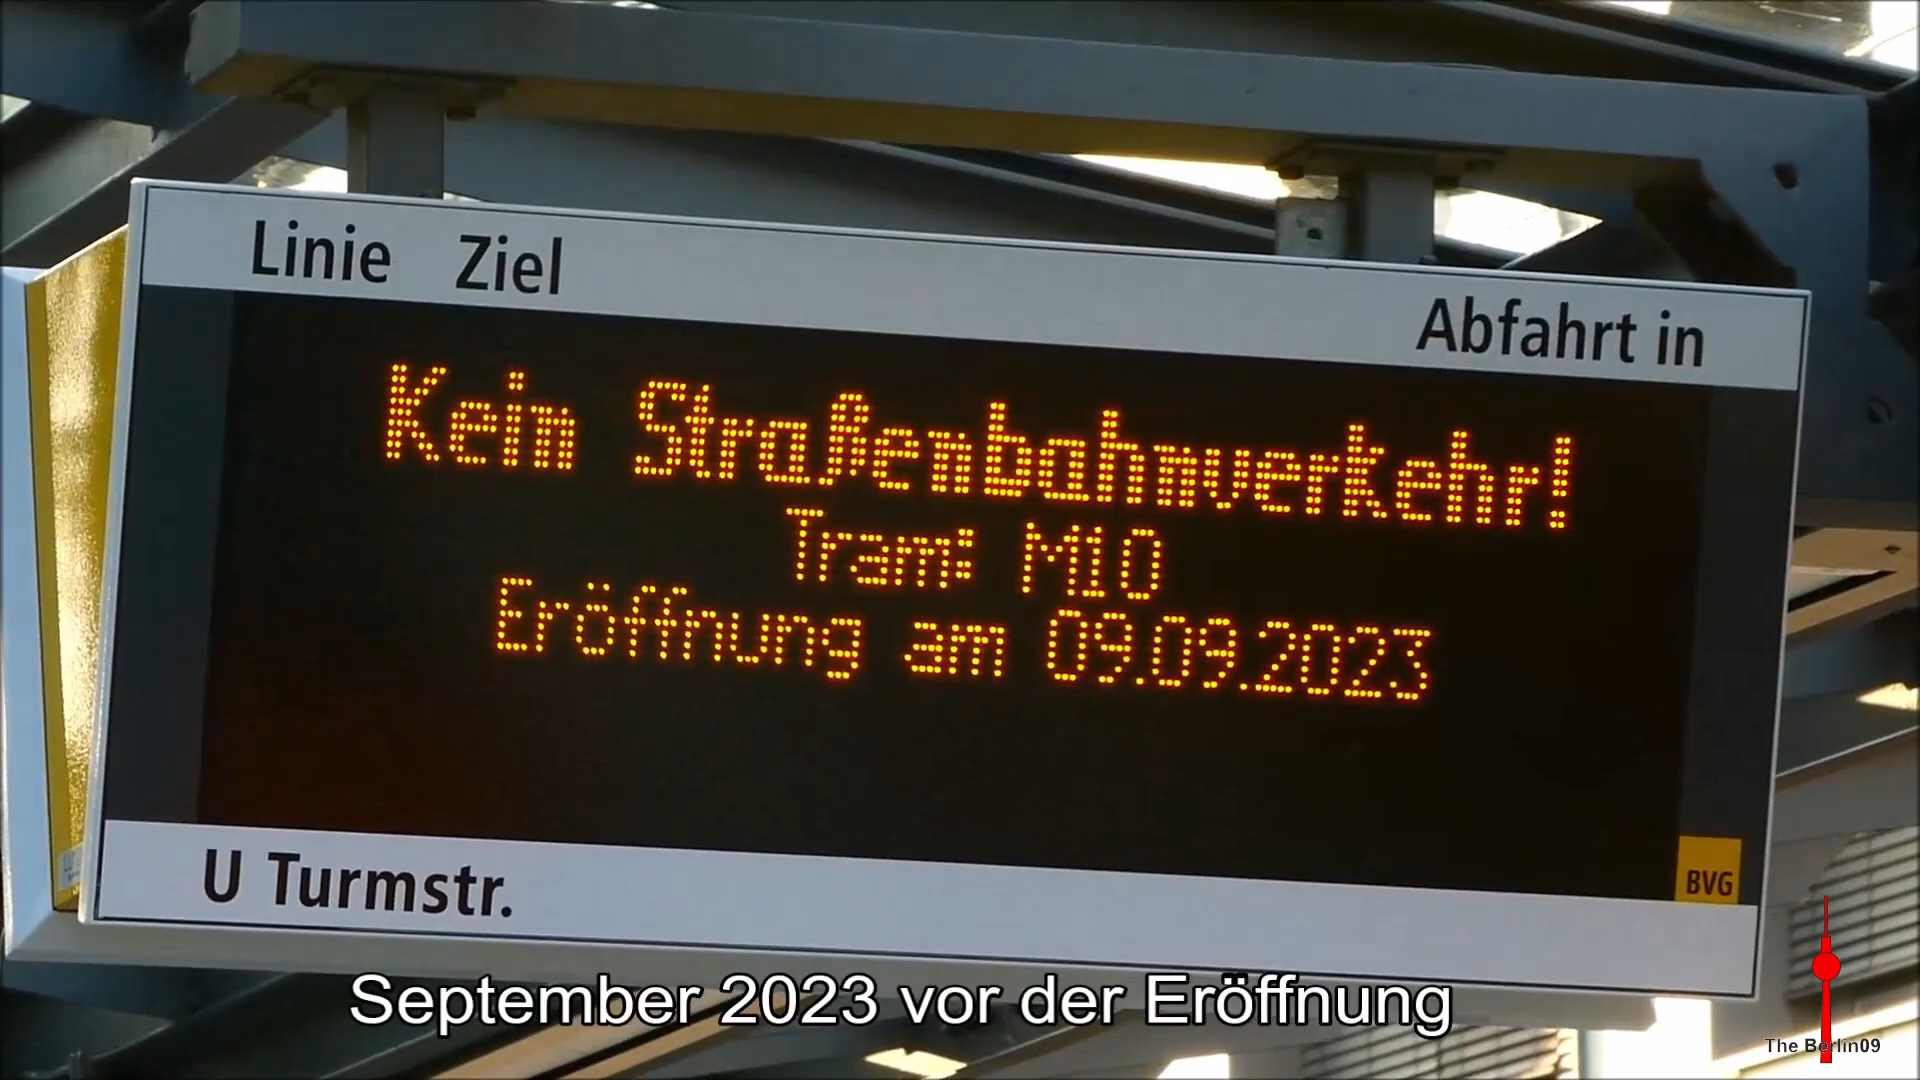 Linie Ziel Abfahrt in
Kein Straßenbahnverkehr!
Tram: M10
Eröffnung am 09.09.2023
U Turmstr.
BVG
September 2023 vor der Eröffnung
The Berlin09